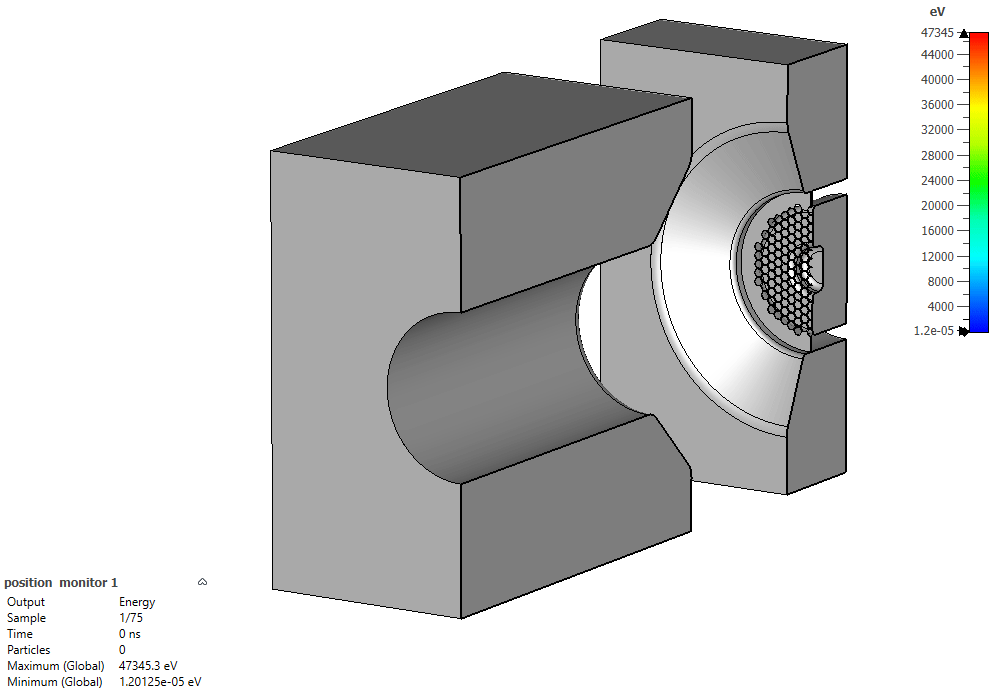 eV
47345
44000
40000
36000
32000
28000
24000
20000
16000
12000
8000
4000
1.2e-05
position monitor 1
Output Energy
Sample 1/75
Time 0 ns
Particles 0
Maximum (Global) 47345.3 eV
Minimum (Global) 1.20125e-05 eV